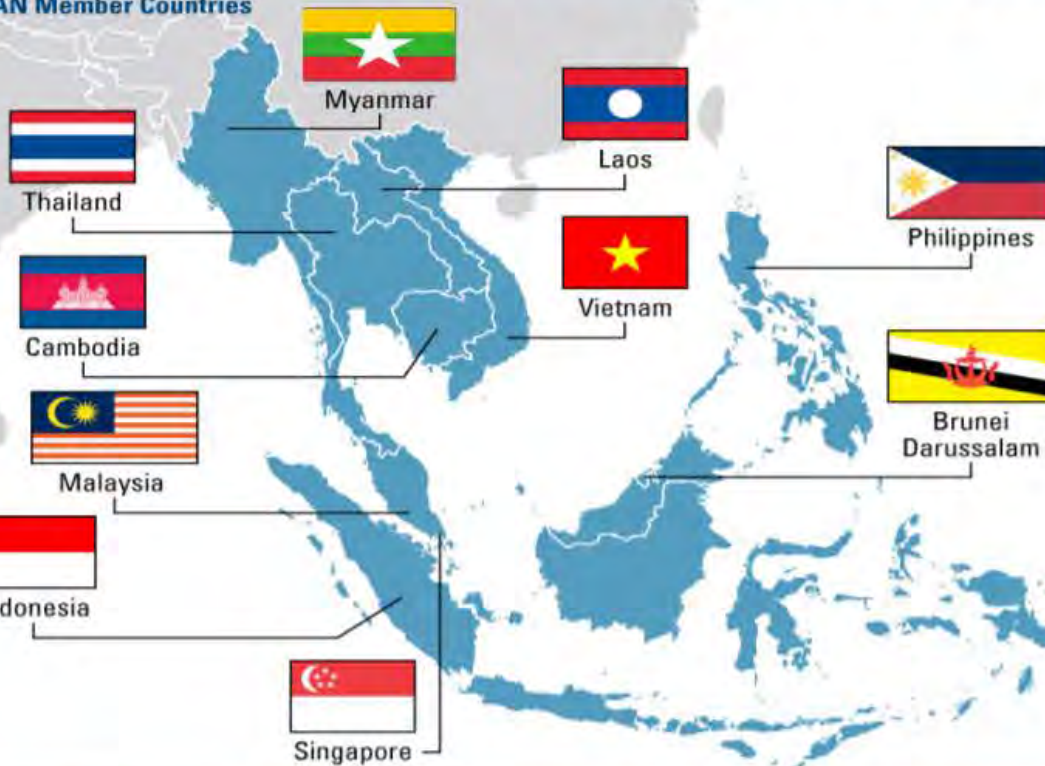 AN Member Countries
Myanmar
Laos
Thailand
Philippines
Vietnam
Cambodia
Brunei
Darussalam
Malaysia
donesia
Singapore